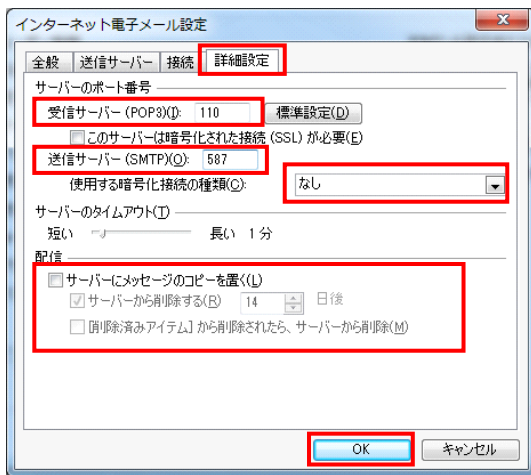 インターネット電子メール設定
全般 送信サーバー 接続 詳細設定
サーバーのポート番号
受信サーバー (POP3)(I): 110 標準設定(D)
このサーバーは暗号化された接続 (SSL) が必要(E)
送信サーバー (SMTP)(O): 587
使用する暗号化接続の種類(C): なし
サーバーのタイムアウト(T)
短い 長い 1 分
配信
サーバーにメッセージのコピーを置く(L)
サーバーから削除する(R) 14 日後
[削除済みアイテム] から削除されたら、サーバーから削除(M)
OK キャンセル